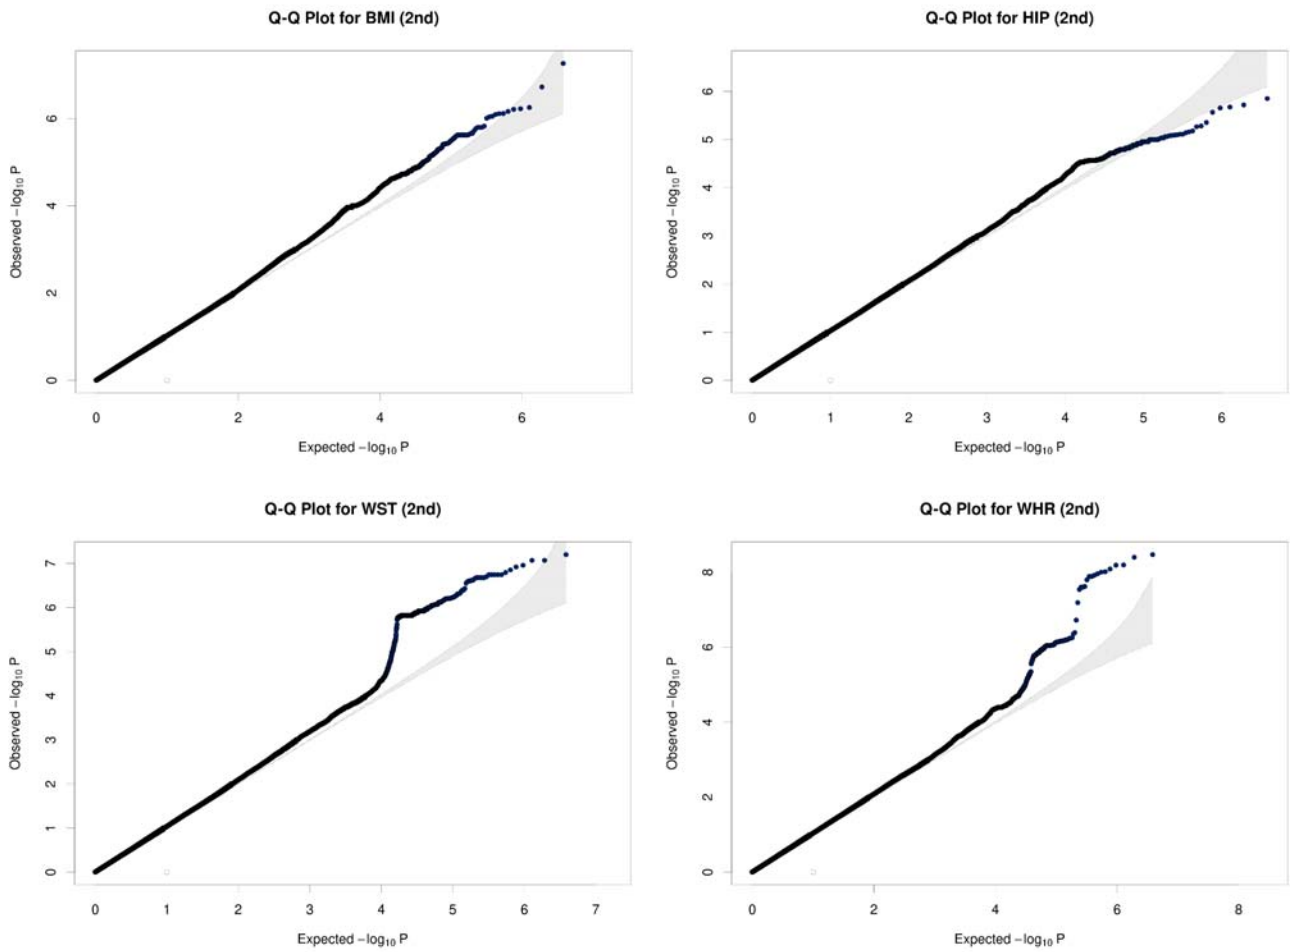 Q-Q Plot for BMI (2nd)
Observed −log10 P
6
4
2
0
0 2 4 6
Expected −log10 P
Q-Q Plot for HIP (2nd)
Observed −log10 P
6
5
4
3
2
1
0
0 1 2 3 4 5 6
Expected −log10 P
Q-Q Plot for WST (2nd)
Observed −log10 P
7
6
5
4
3
2
1
0
0 1 2 3 4 5 6 7
Expected −log10 P
Q-Q Plot for WHR (2nd)
Observed −log10 P
8
6
4
2
0
0 2 4 6 8
Expected −log10 P